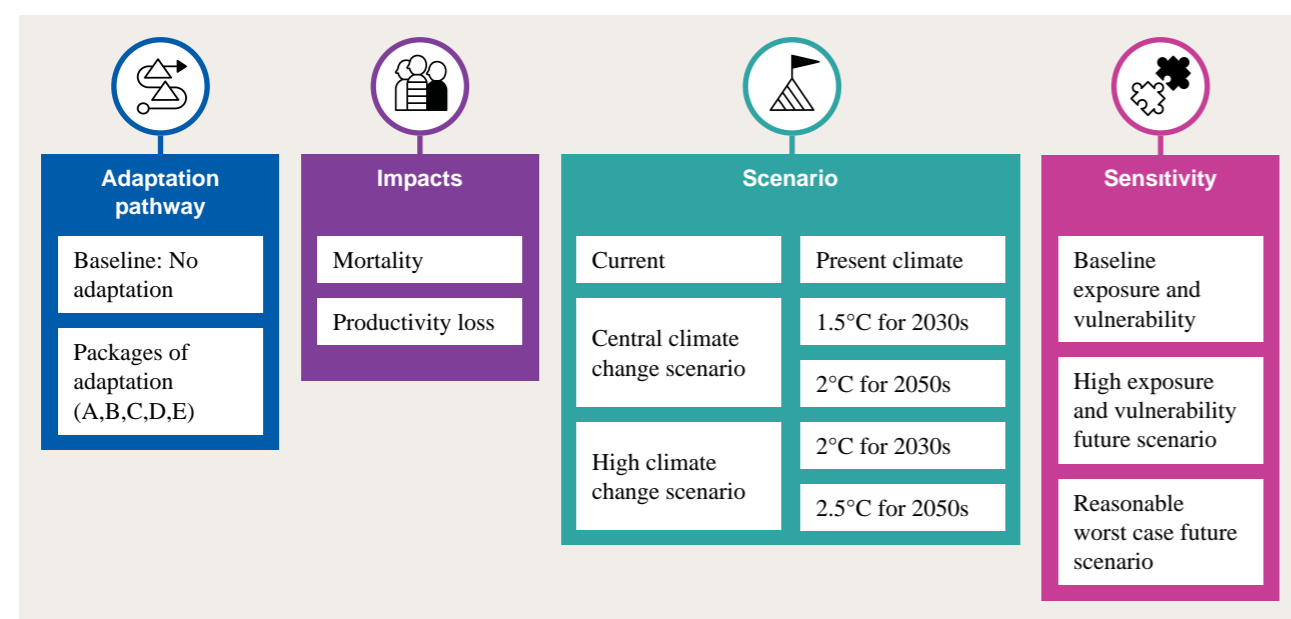 Adaptation
pathway
Baseline: No
adaptation
Packages of
adaptation
(A,B,C,D,E)
Impacts
Mortality
Productivity loss
Scenario
Current
Present climate
Central climate
change scenario
1.5°C for 2030s
2°C for 2050s
High climate
change scenario
2°C for 2030s
2.5°C for 2050s
Sensıtivity
Baseline
exposure and
vulnerability
High exposure
and vulnerability
future scenario
Reasonable
worst case future
scenario